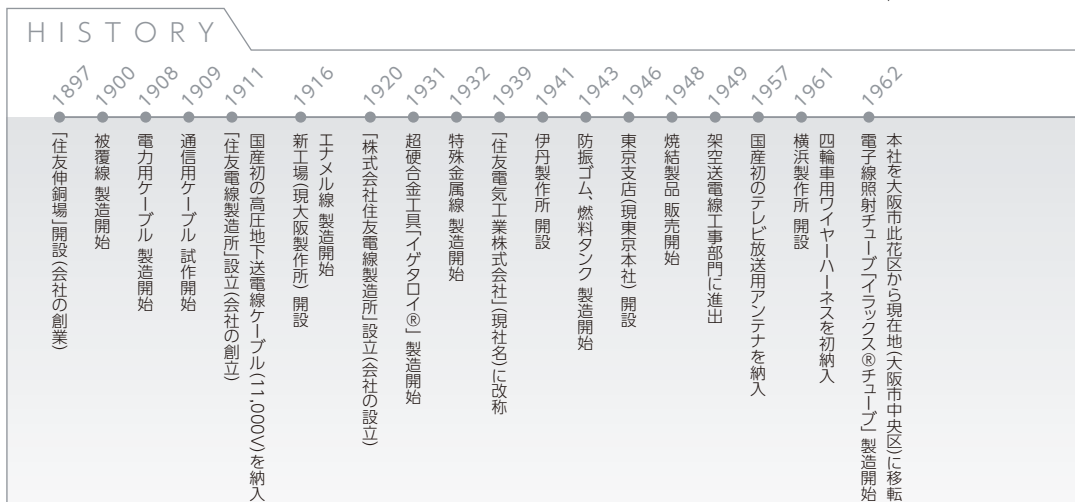 HISTORY
1897
「住友伸銅場」開設(会社の創業)
1900
被覆線 製造開始
1908
電力用ケーブル 製造開始
1909
通信用ケーブル 試作開始
1911
国産初の高圧地下送電線ケーブル(11,000V)を納入
「住友電線製造所」設立(会社の創立)
1916
エナメル線 製造開始
新工場(現大阪製作所) 開設
1920
「株式会社住友電線製造所」設立(会社の設立)
1931
超硬合金工具「イゲタロイ®」 製造開始
1932
特殊金属線 製造開始
1939
「住友電気工業株式会社」(現社名)に改称
1941
伊丹製作所 開設
1943
防振ゴム、燃料タンク 製造開始
1946
東京支店(現東京本社) 開設
1948
焼結製品 販売開始
1949
架空送電線工事部門に進出
1957
国産初のテレビ放送用アンテナを納入
1961
四輪車用ワイヤーハーネスを初納入
横浜製作所 開設
1962
本社を大阪市此花区から現在地(大阪市中央区)に移転
電子線照射チューブ「イラックス®チューブ」 製造開始